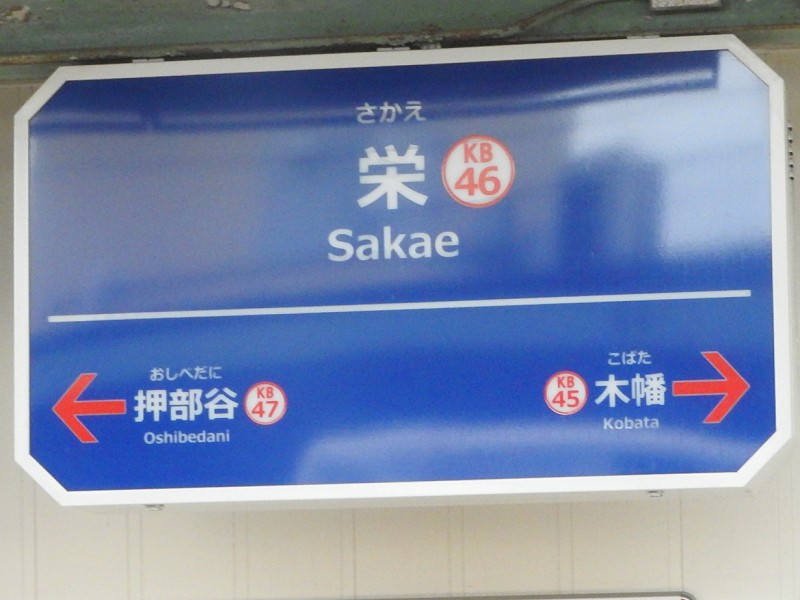 さかえ
栄 KB 46
Sakae
おしべだに
押部谷 KB 47
Oshibedani
こばた
KB 45 木幡
Kobata